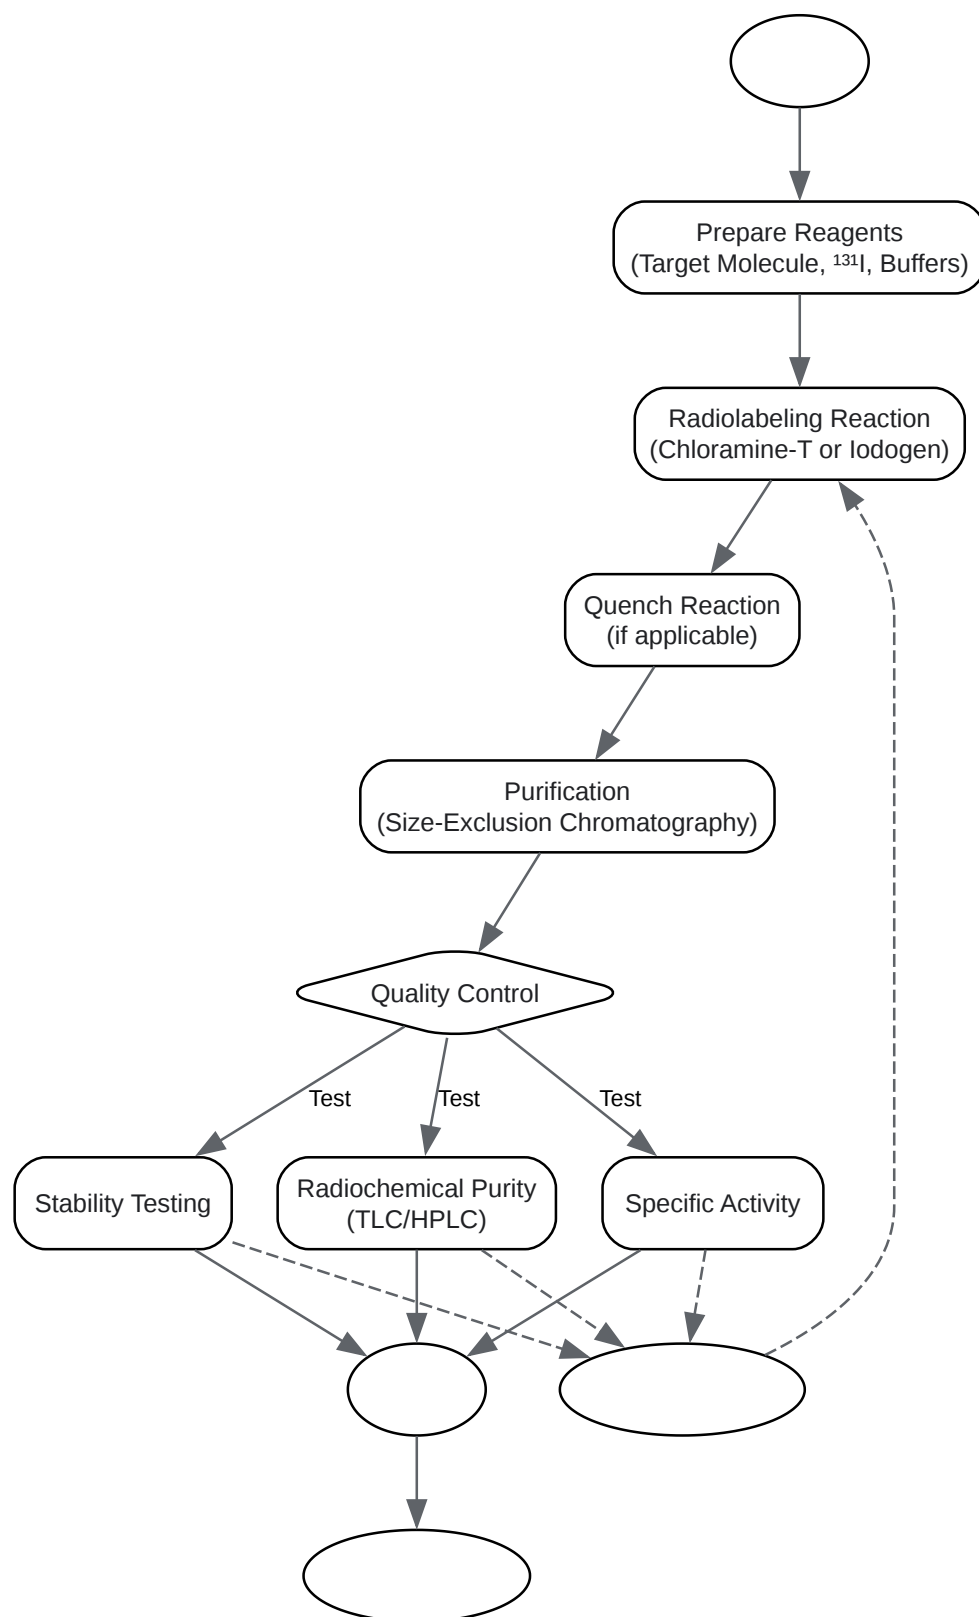 Prepare Reagents
(Target Molecule, ¹³¹I, Buffers)
Radiolabeling Reaction
(Chloramine-T or Iodogen)
Quench Reaction
(if applicable)
Purification
(Size-Exclusion Chromatography)
Quality Control
Test
Test
Test
Stability Testing
Radiochemical Purity
(TLC/HPLC)
Specific Activity